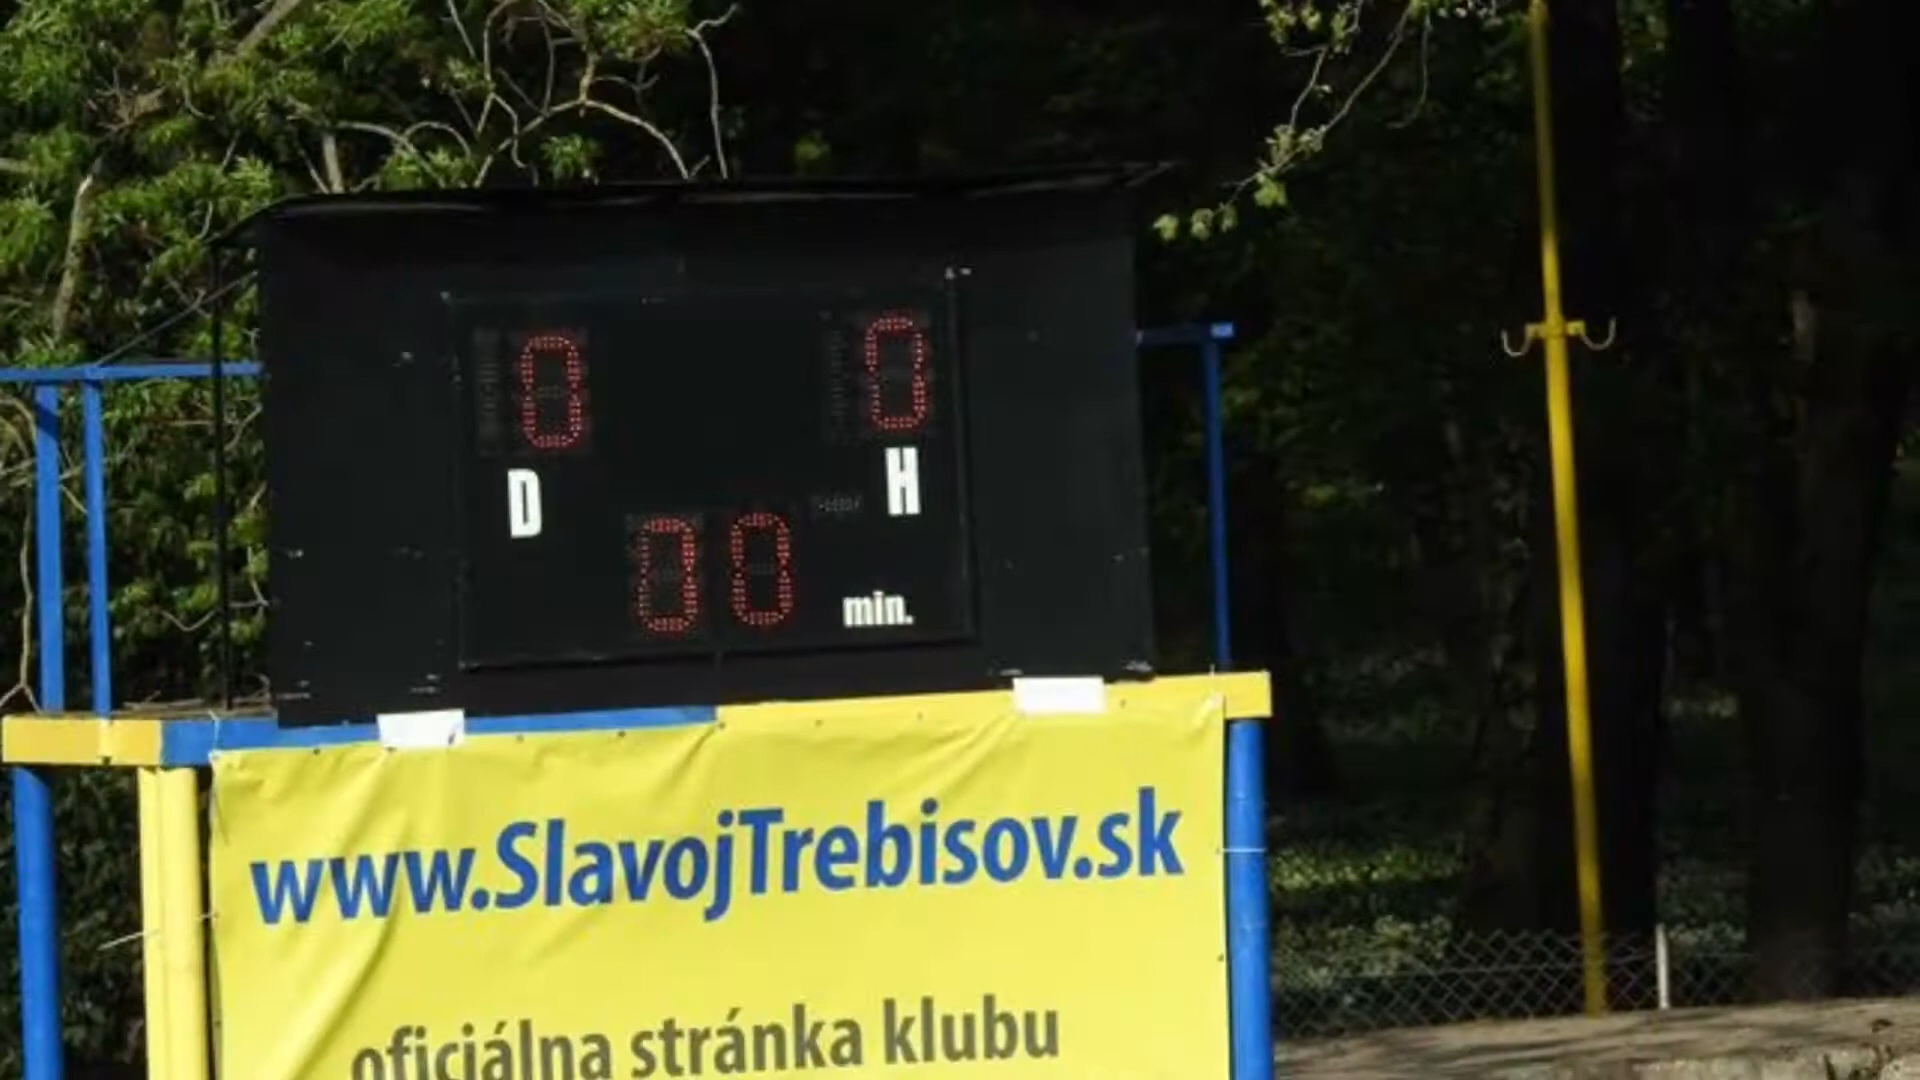 0 0
D H
00 min.
www.SlavojTrebisov.sk
oficiálna stránka klubu